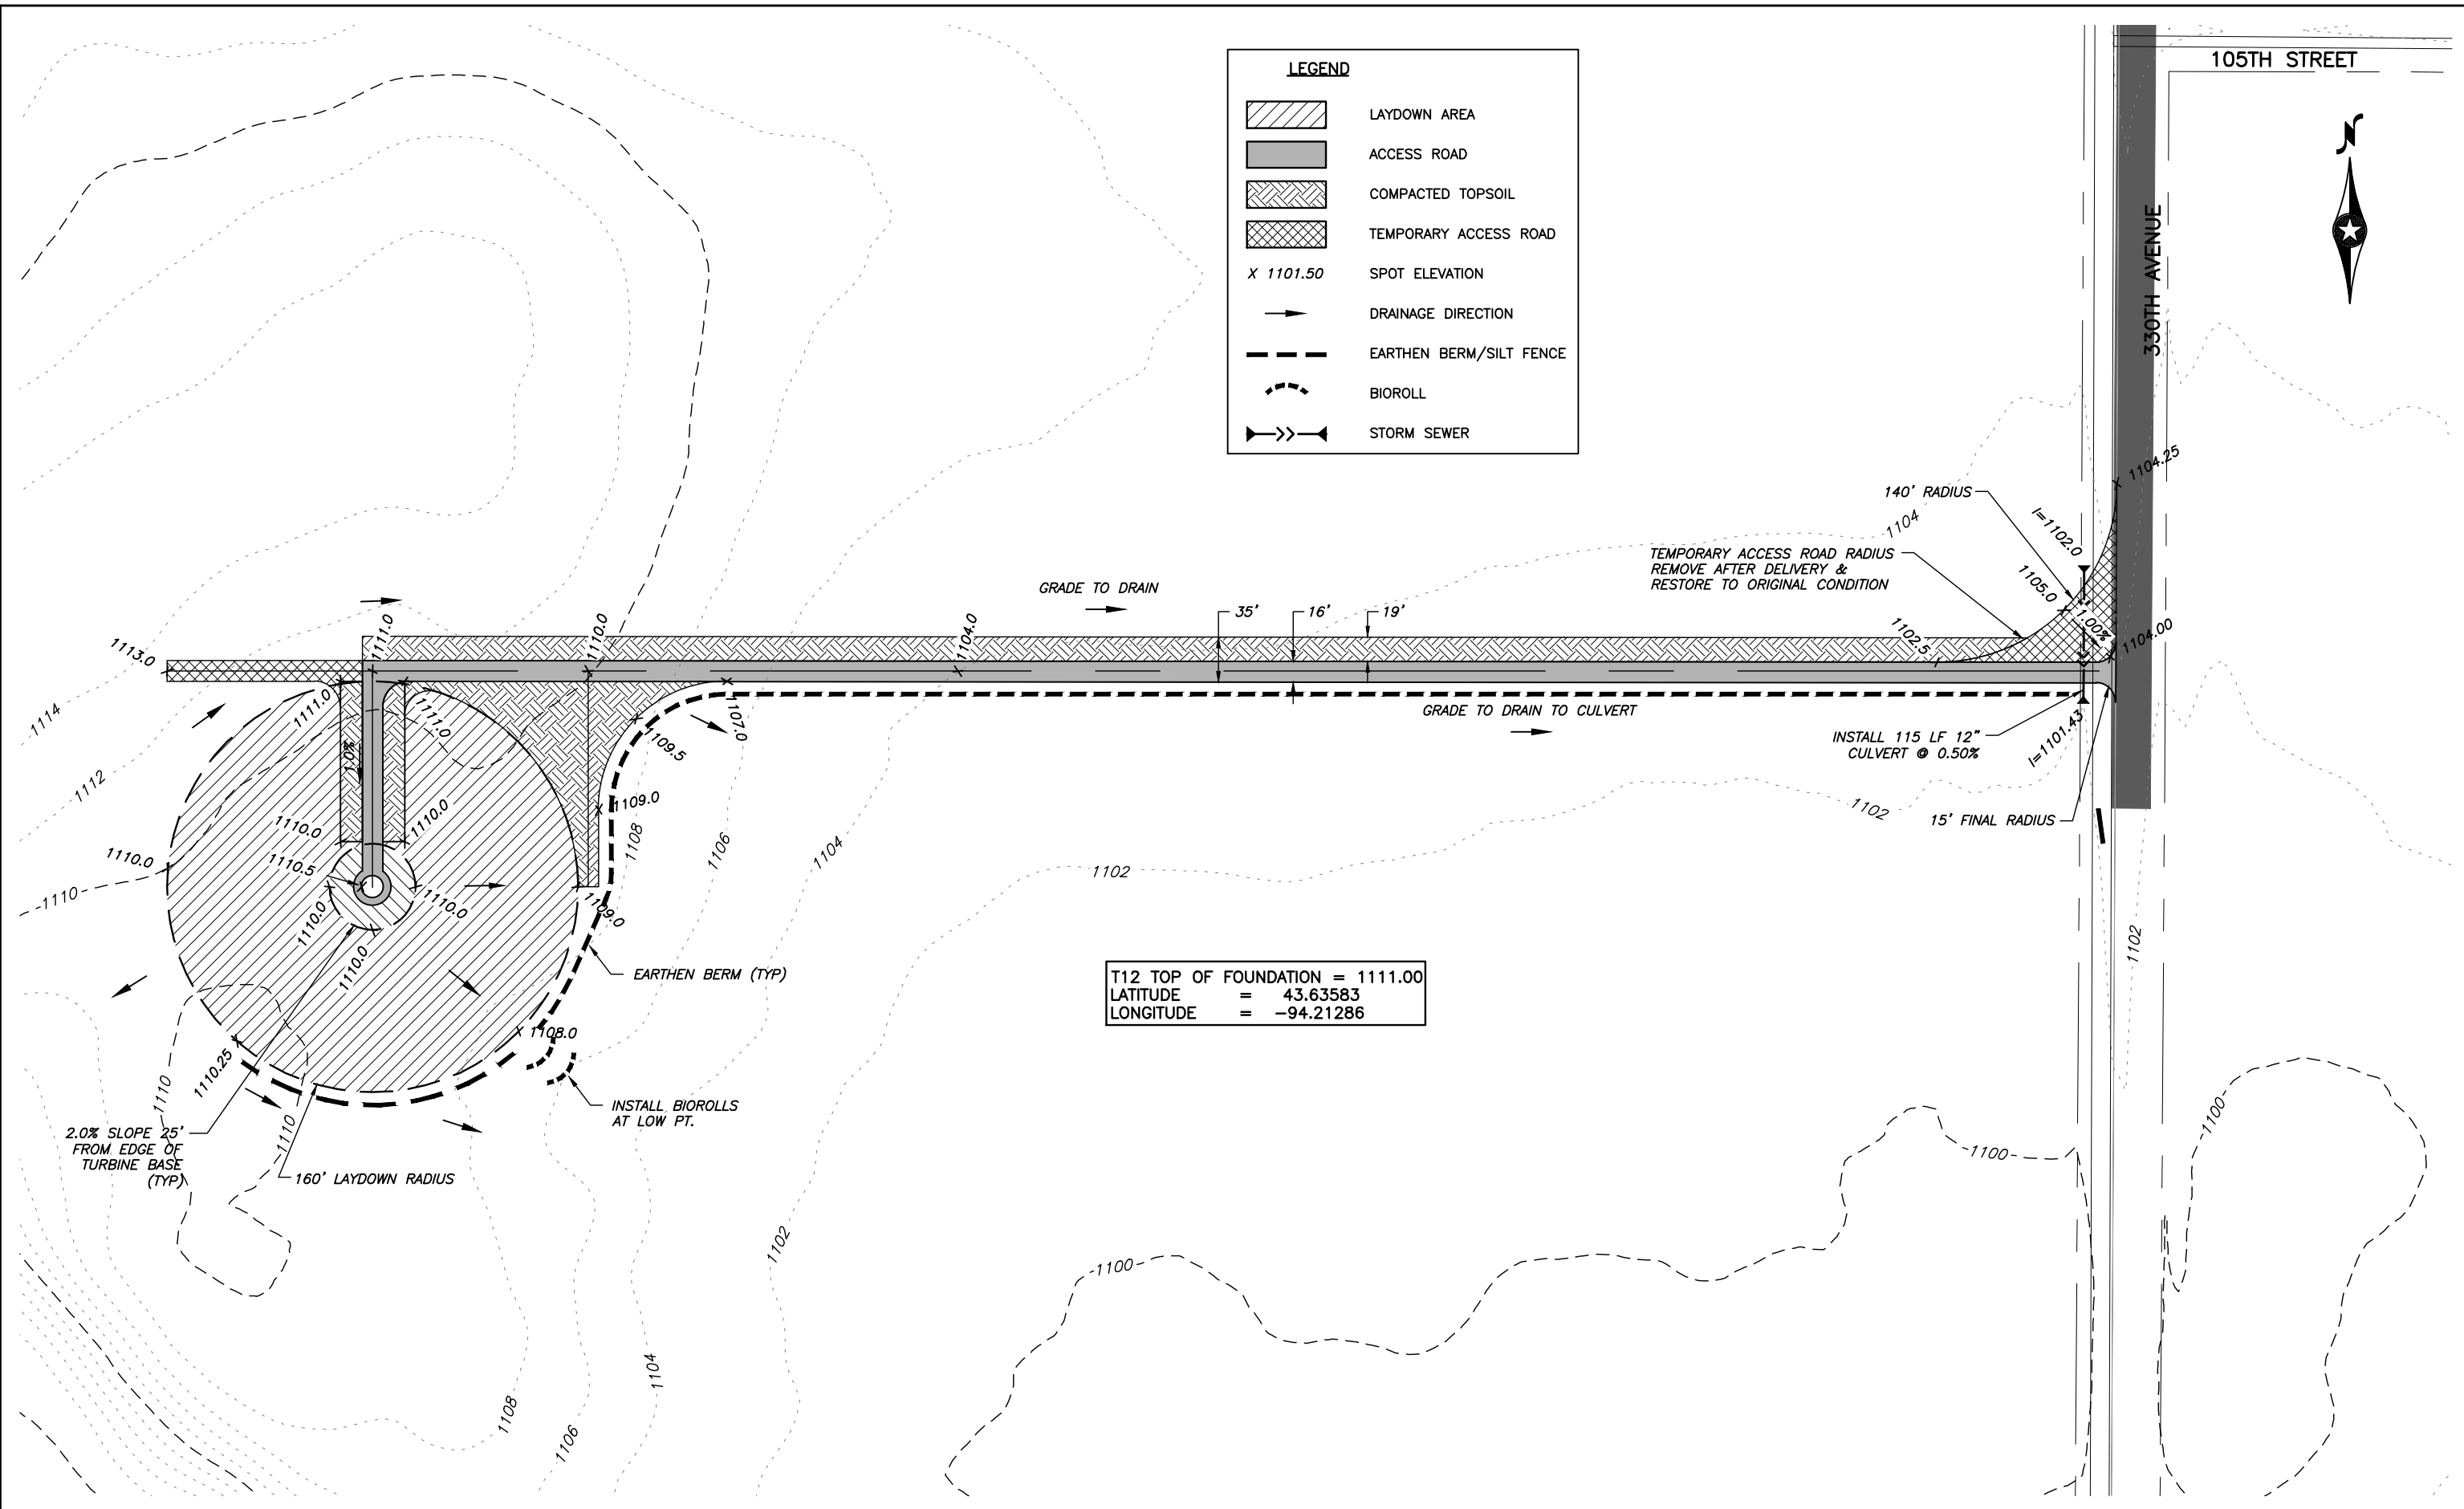 105TH STREET
LEGEND
LAYDOWN AREA
ACCESS ROAD
COMPACTED TOPSOIL
TEMPORARY ACCESS ROAD
X 1101.50 SPOT ELEVATION
DRAINAGE DIRECTION
EARTHEN BERM/SILT FENCE
BIOROLL
STORM SEWER
N
330TH AVENUE
1104.25
140' RADIUS
1104
I=1102.0
TEMPORARY ACCESS ROAD RADIUS
REMOVE AFTER DELIVERY &
RESTORE TO ORIGINAL CONDITION
1105.0
1.00%
1104.00
1102.5
GRADE TO DRAIN
35'
16'
19'
1113.0
1111.0
1110.0
1104.0
1111.0
1111.0
1107.0
1109.5
1114
1112
1.0%
GRADE TO DRAIN TO CULVERT
INSTALL 115 LF 12"
CULVERT @ 0.50%
I=1101.43
15' FINAL RADIUS
1109.0
1110.0
1110.0
1110.0
1110.5
1108
1106
1104
1102
1102
1110
1110.0
1110.0
1110.0
1109.0
1102
EARTHEN BERM (TYP)
T12 TOP OF FOUNDATION = 1111.00
LATITUDE = 43.63583
LONGITUDE = -94.21286
1108.0
1110.25
1110
1110
INSTALL BIOROLLS
AT LOW PT.
2.0% SLOPE 25'
FROM EDGE OF
TURBINE BASE
(TYP)
160' LAYDOWN RADIUS
1100
1100
1100
1102
1104
1108
1106